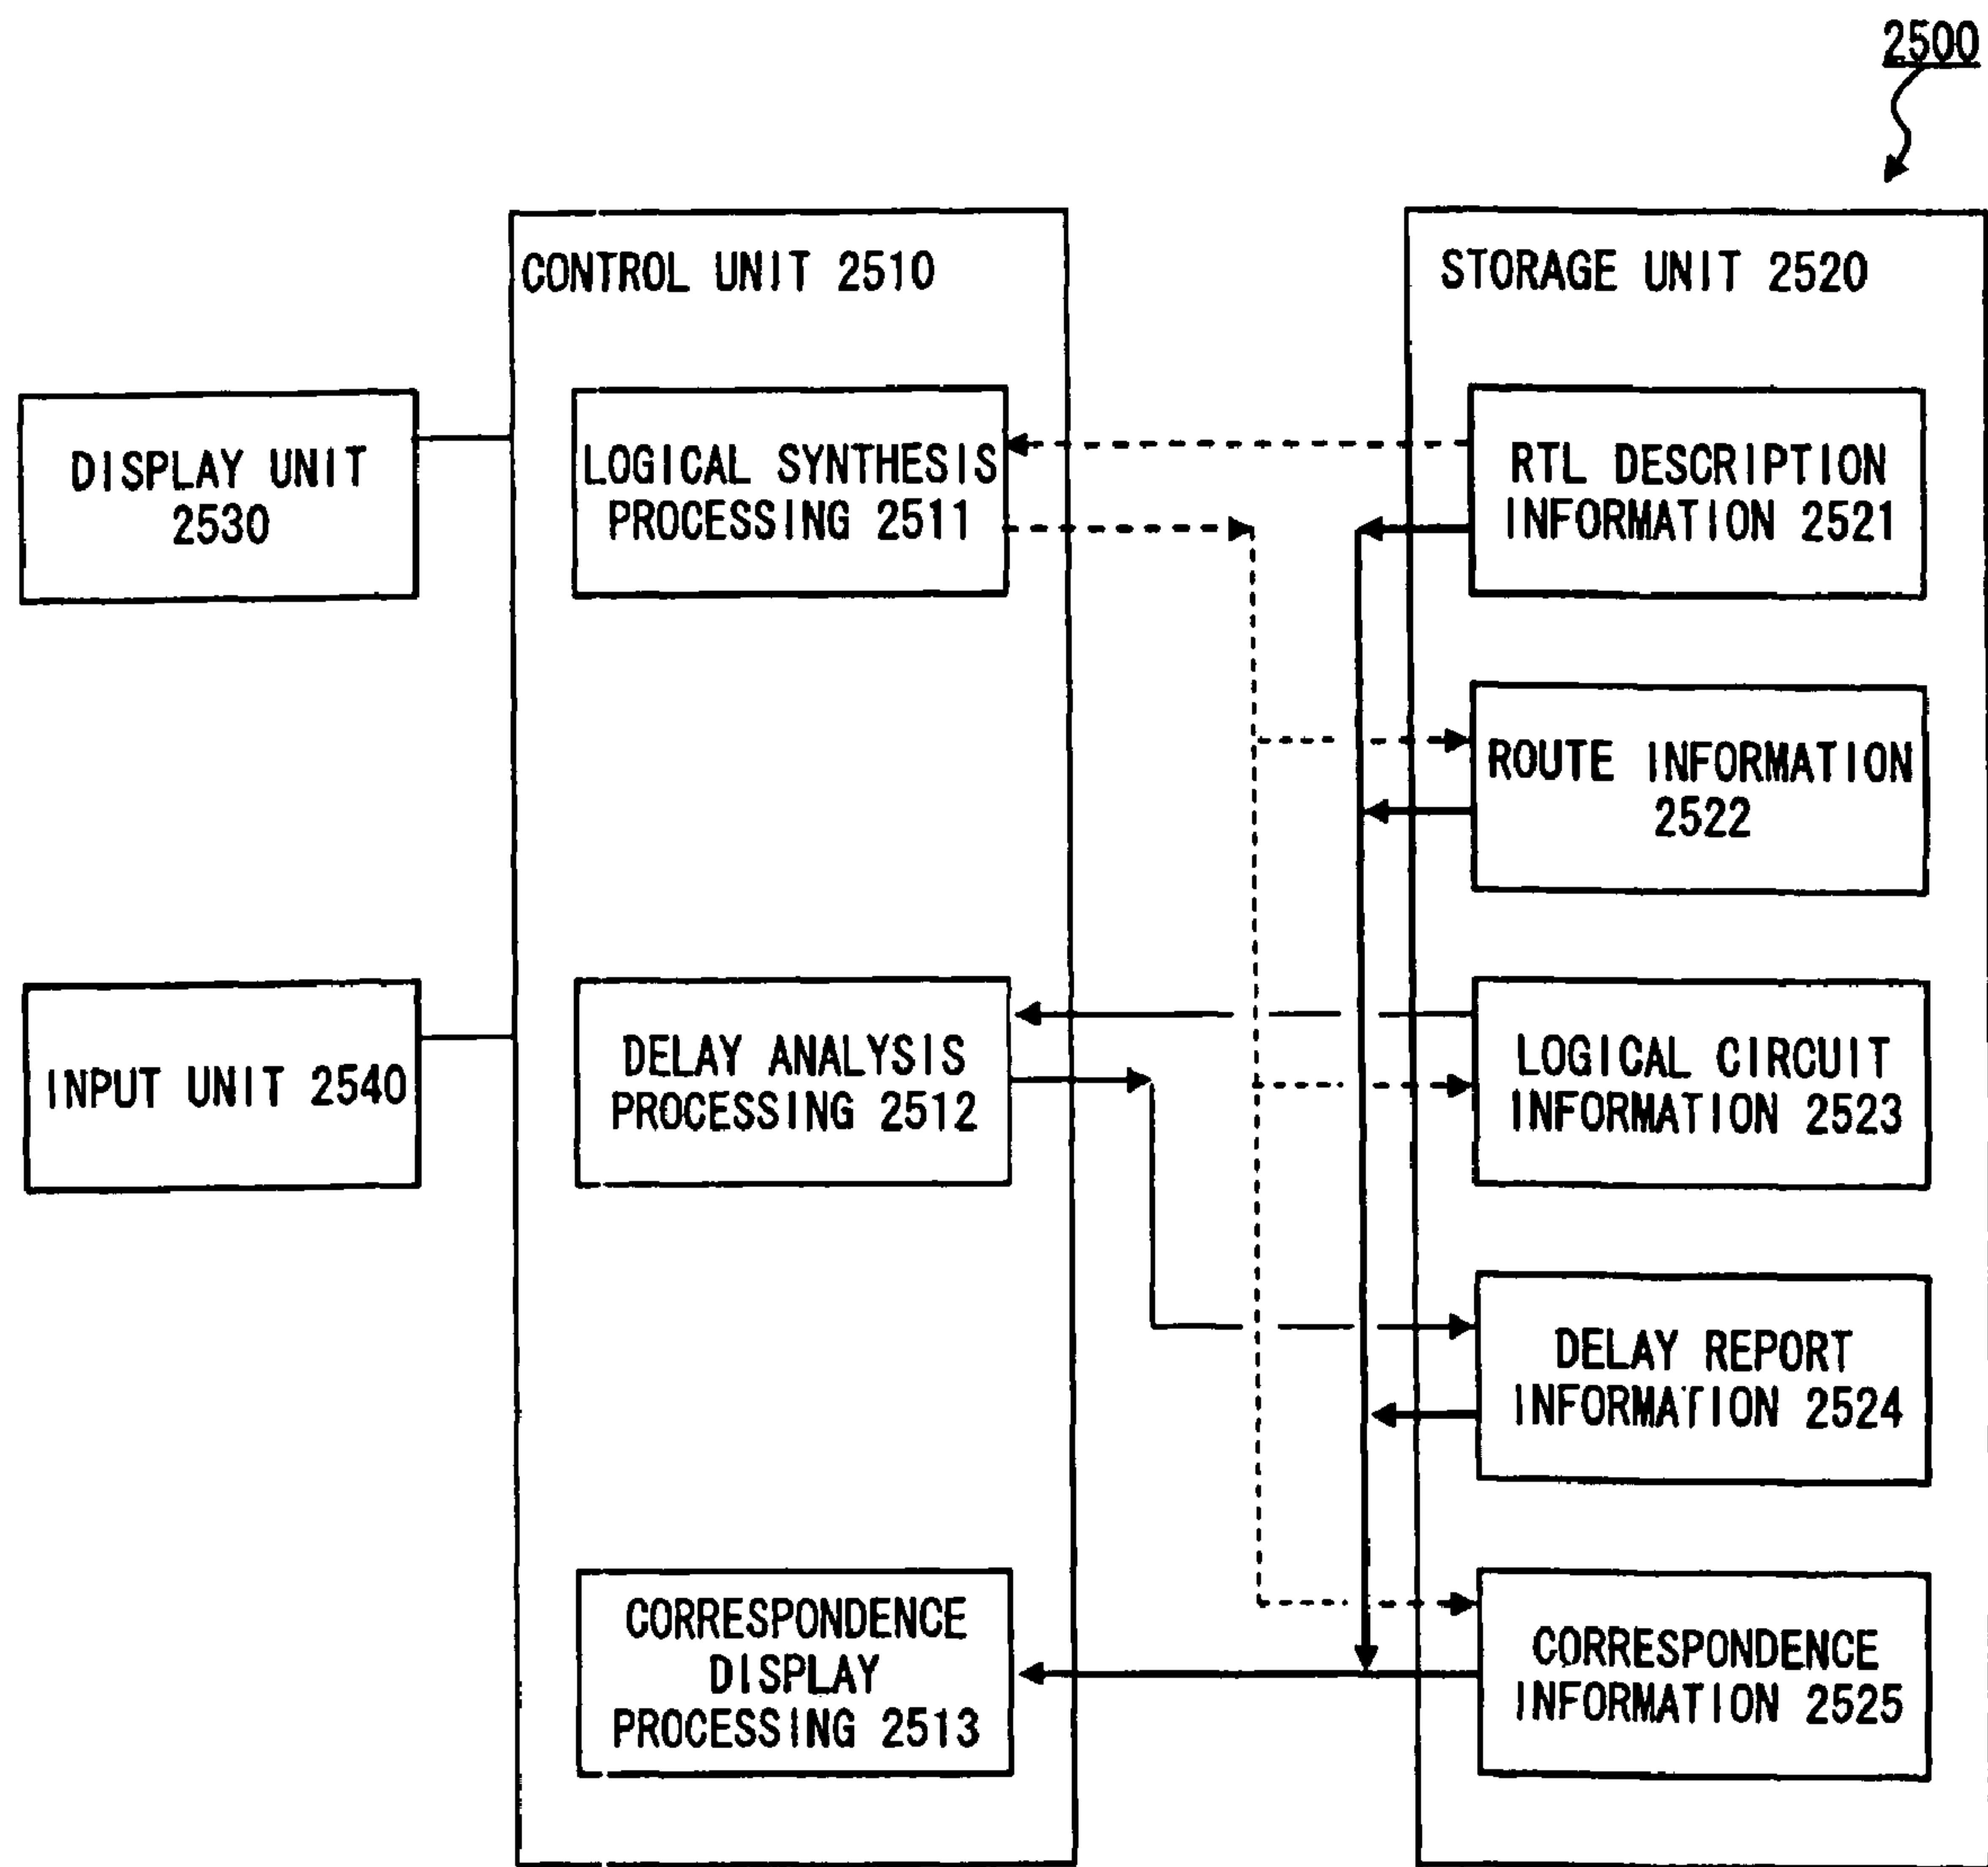 2500
CONTROL UNIT 2510
STORAGE UNIT 2520
DISPLAY UNIT
2530
LOGICAL SYNTHESIS
PROCESSING 2511
RTL DESCRIPTION
INFORMATION 2521
ROUTE INFORMATION
2522
INPUT UNIT 2540
DELAY ANALYSIS
PROCESSING 2512
LOGICAL CIRCUIT
INFORMATION 2523
DELAY REPORT
INFORMATION 2524
CORRESPONDENCE
DISPLAY
PROCESSING 2513
CORRESPONDENCE
INFORMATION 2525